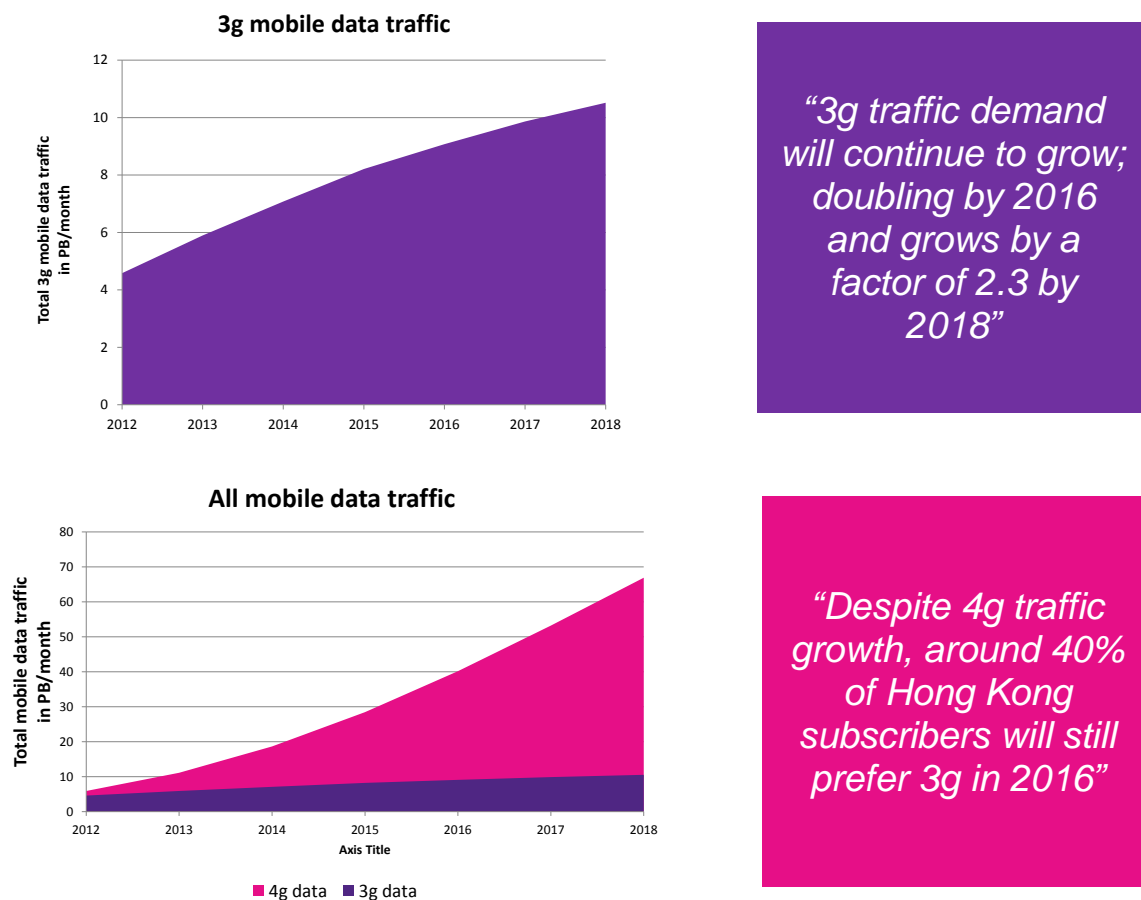 3g mobile data traffic
12
10
8
6
4
2
0
Total 3g mobile data traffic
in PB/month
2012 2013 2014 2015 2016 2017 2018
“3g traffic demand
will continue to grow;
doubling by 2016
and grows by a
factor of 2.3 by
2018”
All mobile data traffic
80
70
60
50
40
30
20
10
0
Total mobile data traffic
in PB/month
2012 2013 2014 2015 2016 2017 2018
Axis Title
4g data 3g data
“Despite 4g traffic
growth, around 40%
of Hong Kong
subscribers will still
prefer 3g in 2016”